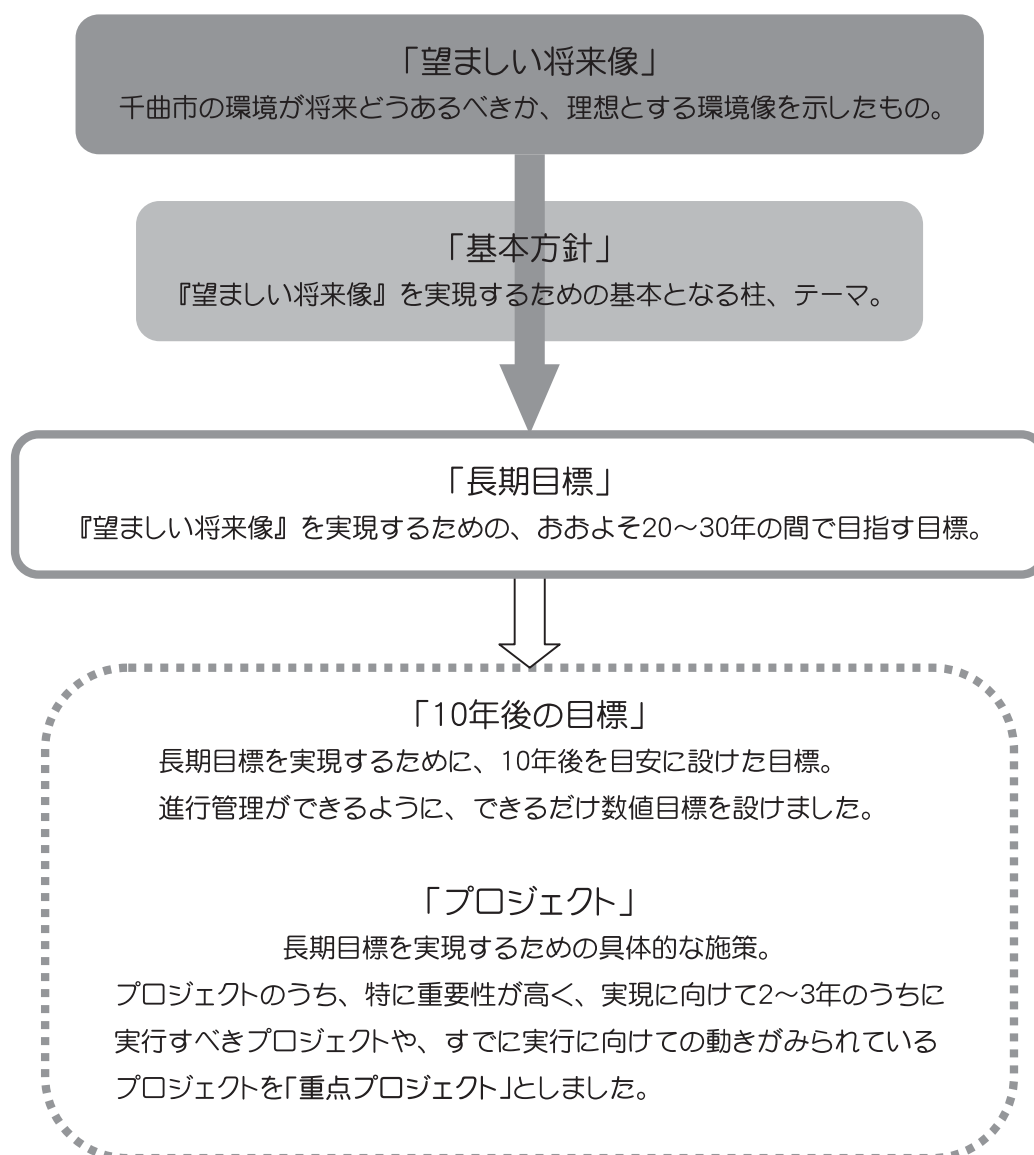 「望ましい将来像」
千曲市の環境が将来どうあるべきか、理想とする環境像を示したもの。
「基本方針」
『望ましい将来像』を実現するための基本となる柱、テーマ。
「長期目標」
『望ましい将来像』を実現するための、おおよそ20～30年の間で目指す目標。
「10年後の目標」
長期目標を実現するために、10年後を目安に設けた目標。
進行管理ができるように、できるだけ数値目標を設けました。
「プロジェクト」
長期目標を実現するための具体的な施策。
プロジェクトのうち、特に重要性が高く、実現に向けて2～3年のうちに
実行すべきプロジェクトや、すでに実行に向けての動きがみられている
プロジェクトを「重点プロジェクト」としました。